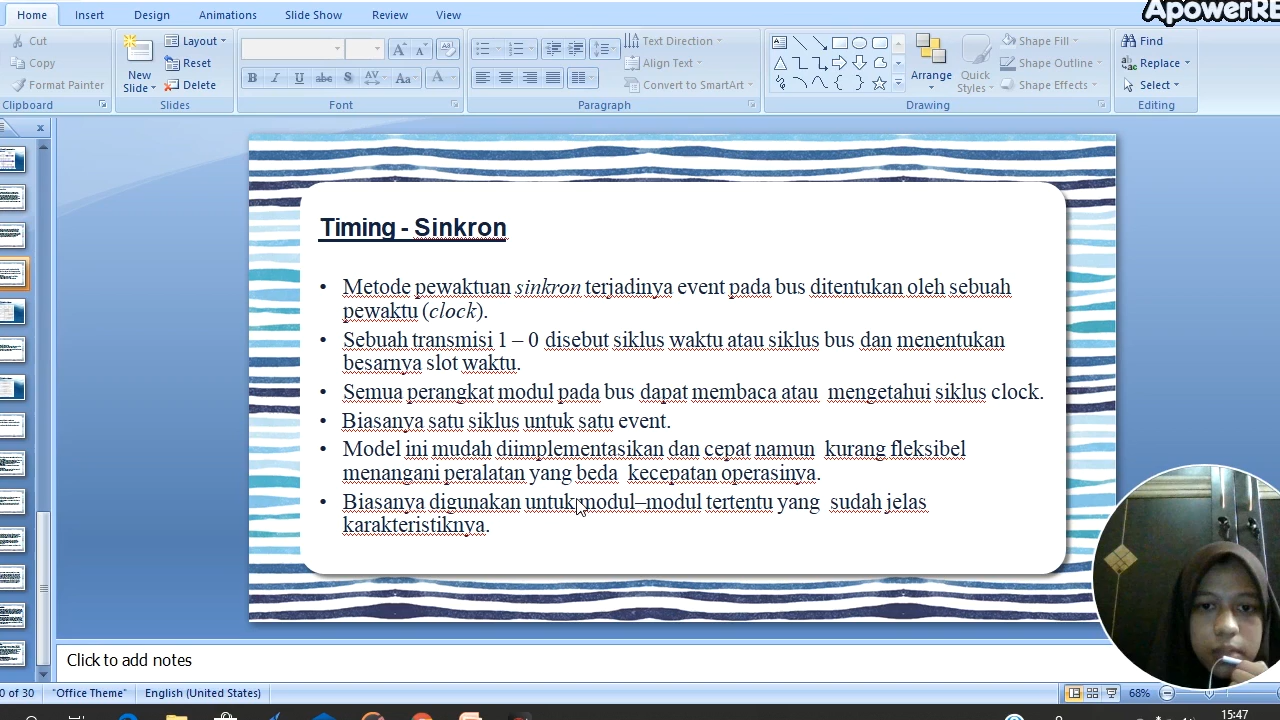 ApowerRE
Home Insert Design Animations Slide Show Review View
Cut
Copy
Format Painter
Clipboard
New
Slide
Layout
Reset
Delete
Slides
B I U abc S AV Aa A
Font
Text Direction
Align Text
Convert to SmartArt
Paragraph
Arrange
Quick
Styles
Shape Fill
Shape Outline
Shape Effects
Drawing
Find
Replace
Select
Editing
Timing - Sinkron
• Metode pewaktuan sinkron terjadinya event pada bus ditentukan oleh sebuah
pewaktu (clock).
• Sebuah transmisi 1 – 0 disebut siklus waktu atau siklus bus dan menentukan
besarnya slot waktu.
• Semua perangkat modul pada bus dapat membaca atau mengetahui siklus clock.
• Biasanya satu siklus untuk satu event.
• Model ini mudah diimplementasikan dan cepat namun kurang fleksibel
menangani peralatan yang beda kecepatan operasinya.
• Biasanya digunakan untuk modul–modul tertentu yang sudah jelas
karakteristiknya.
Click to add notes
0 of 30 "Office Theme" English (United States) 68%
15:47